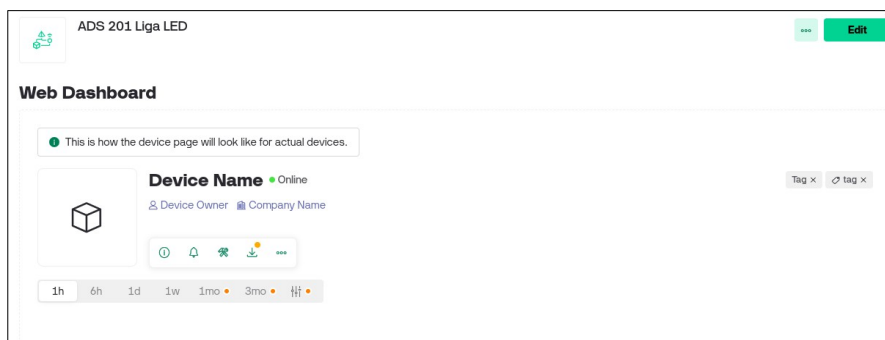 ADS 201 Liga LED
Edit
Web Dashboard
This is how the device page will look like for actual devices.
Device Name Online
Tag × tag ×
Device Owner Company Name
1h 6h 1d 1w 1mo 3mo